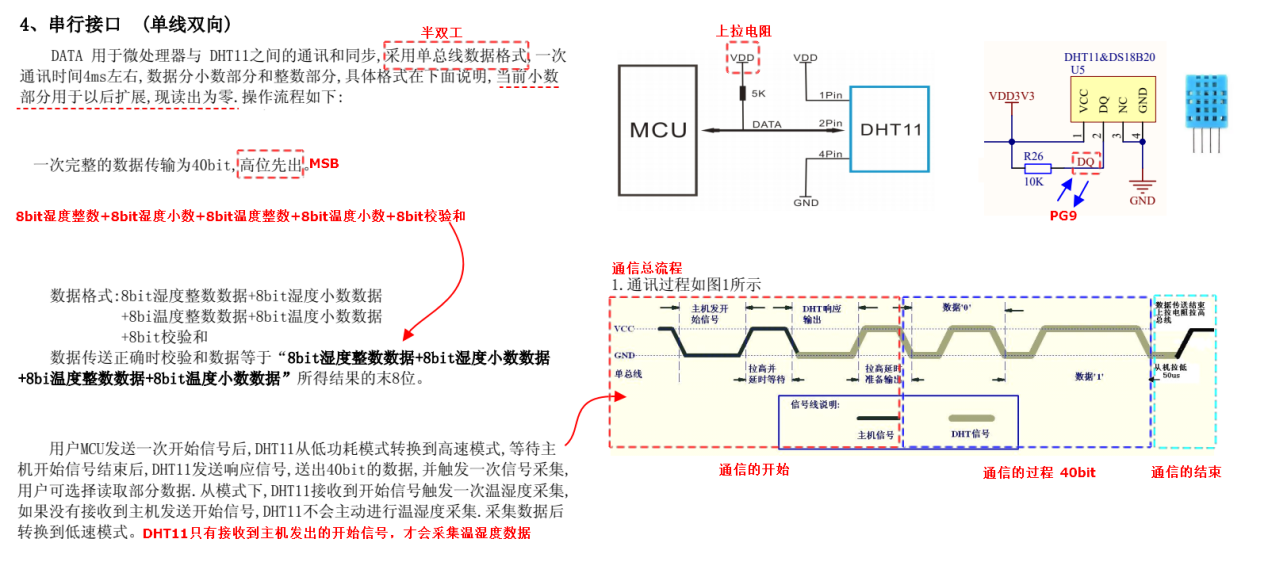 4、串行接口 （单线双向）
半双工
DATA 用于微处理器与 DHT11之间的通讯和同步,采用单总线数据格式,一次
通讯时间4ms左右,数据分小数部分和整数部分,具体格式在下面说明,当前小数
部分用于以后扩展,现读出为零.操作流程如下:
一次完整的数据传输为40bit,高位先出。MSB
8bit湿度整数+8bit湿度小数+8bit温度整数+8bit温度小数+8bit校验和
数据格式:8bit湿度整数数据+8bit湿度小数数据
+8bi温度整数数据+8bit温度小数数据
+8bit校验和
数据传送正确时校验和数据等于“8bit湿度整数数据+8bit湿度小数数据
+8bi温度整数数据+8bit温度小数数据”所得结果的末8位。
用户MCU发送一次开始信号后,DHT11从低功耗模式转换到高速模式,等待主
机开始信号结束后,DHT11发送响应信号,送出40bit的数据,并触发一次信号采集,
用户可选择读取部分数据.从模式下,DHT11接收到开始信号触发一次温湿度采集,
如果没有接收到主机发送开始信号,DHT11不会主动进行温湿度采集.采集数据后
转换到低速模式。DHT11只有接收到主机发出的开始信号，才会采集温湿度数据
上拉电阻
VDD
VDD
5K
1Pin
MCU
DATA
2Pin
DHT11
4Pin
GND
DHT11&DS18B20
U5
VDD3V3
VCC
DQ
NC
GND
1
2
3
4
R26
DQ
10K
GND
PG9
通信总流程
1.通讯过程如图1所示
主机发开
始信号
DHT响应
输出
数据'0'
数据传送结束
上拉电阻拉高
总线
VCC
GND
单总线
拉高并
延时等待
拉高延时
准备输出
数据'1'
从机拉低
50us
信号线说明:
主机信号
DHT信号
通信的开始
通信的过程 40bit
通信的结束